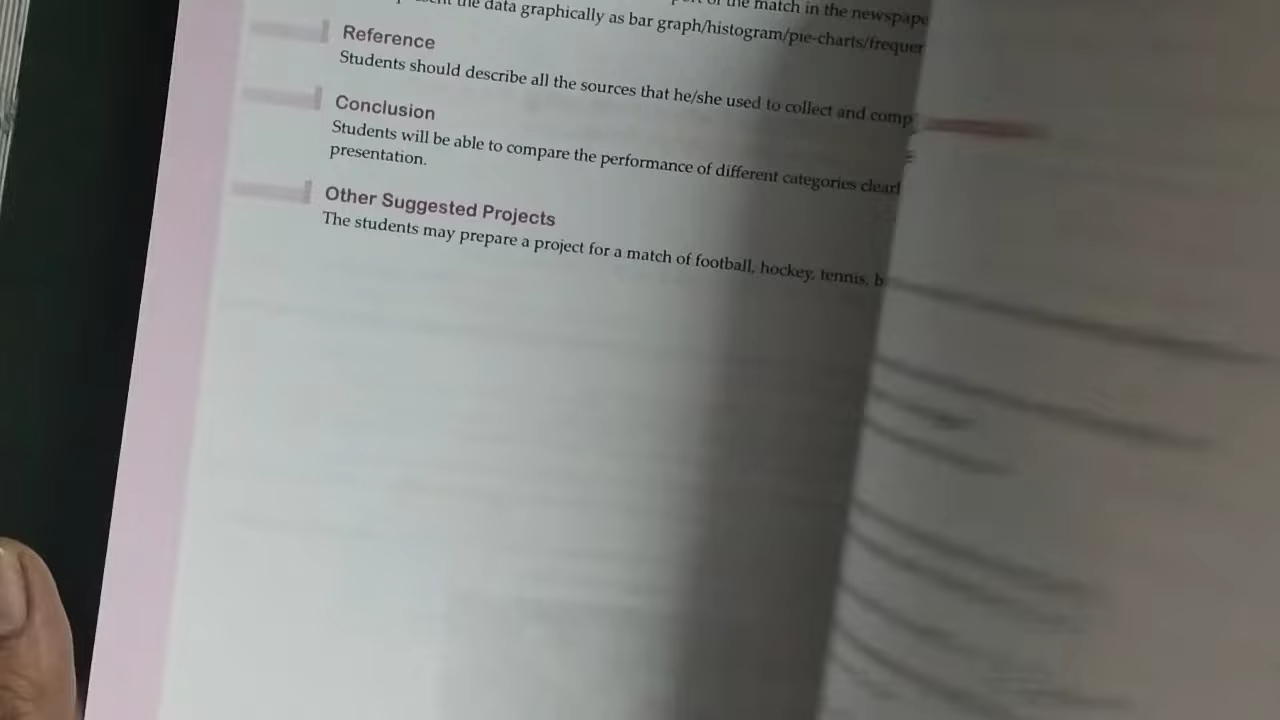 of the match in the newspape
the data graphically as bar graph/histogram/pie-charts/frequer
Reference
Students should describe all the sources that he/she used to collect and comp
Conclusion
Students will be able to compare the performance of different categories clearl
presentation.
Other Suggested Projects
The students may prepare a project for a match of football, hockey, tennis, b